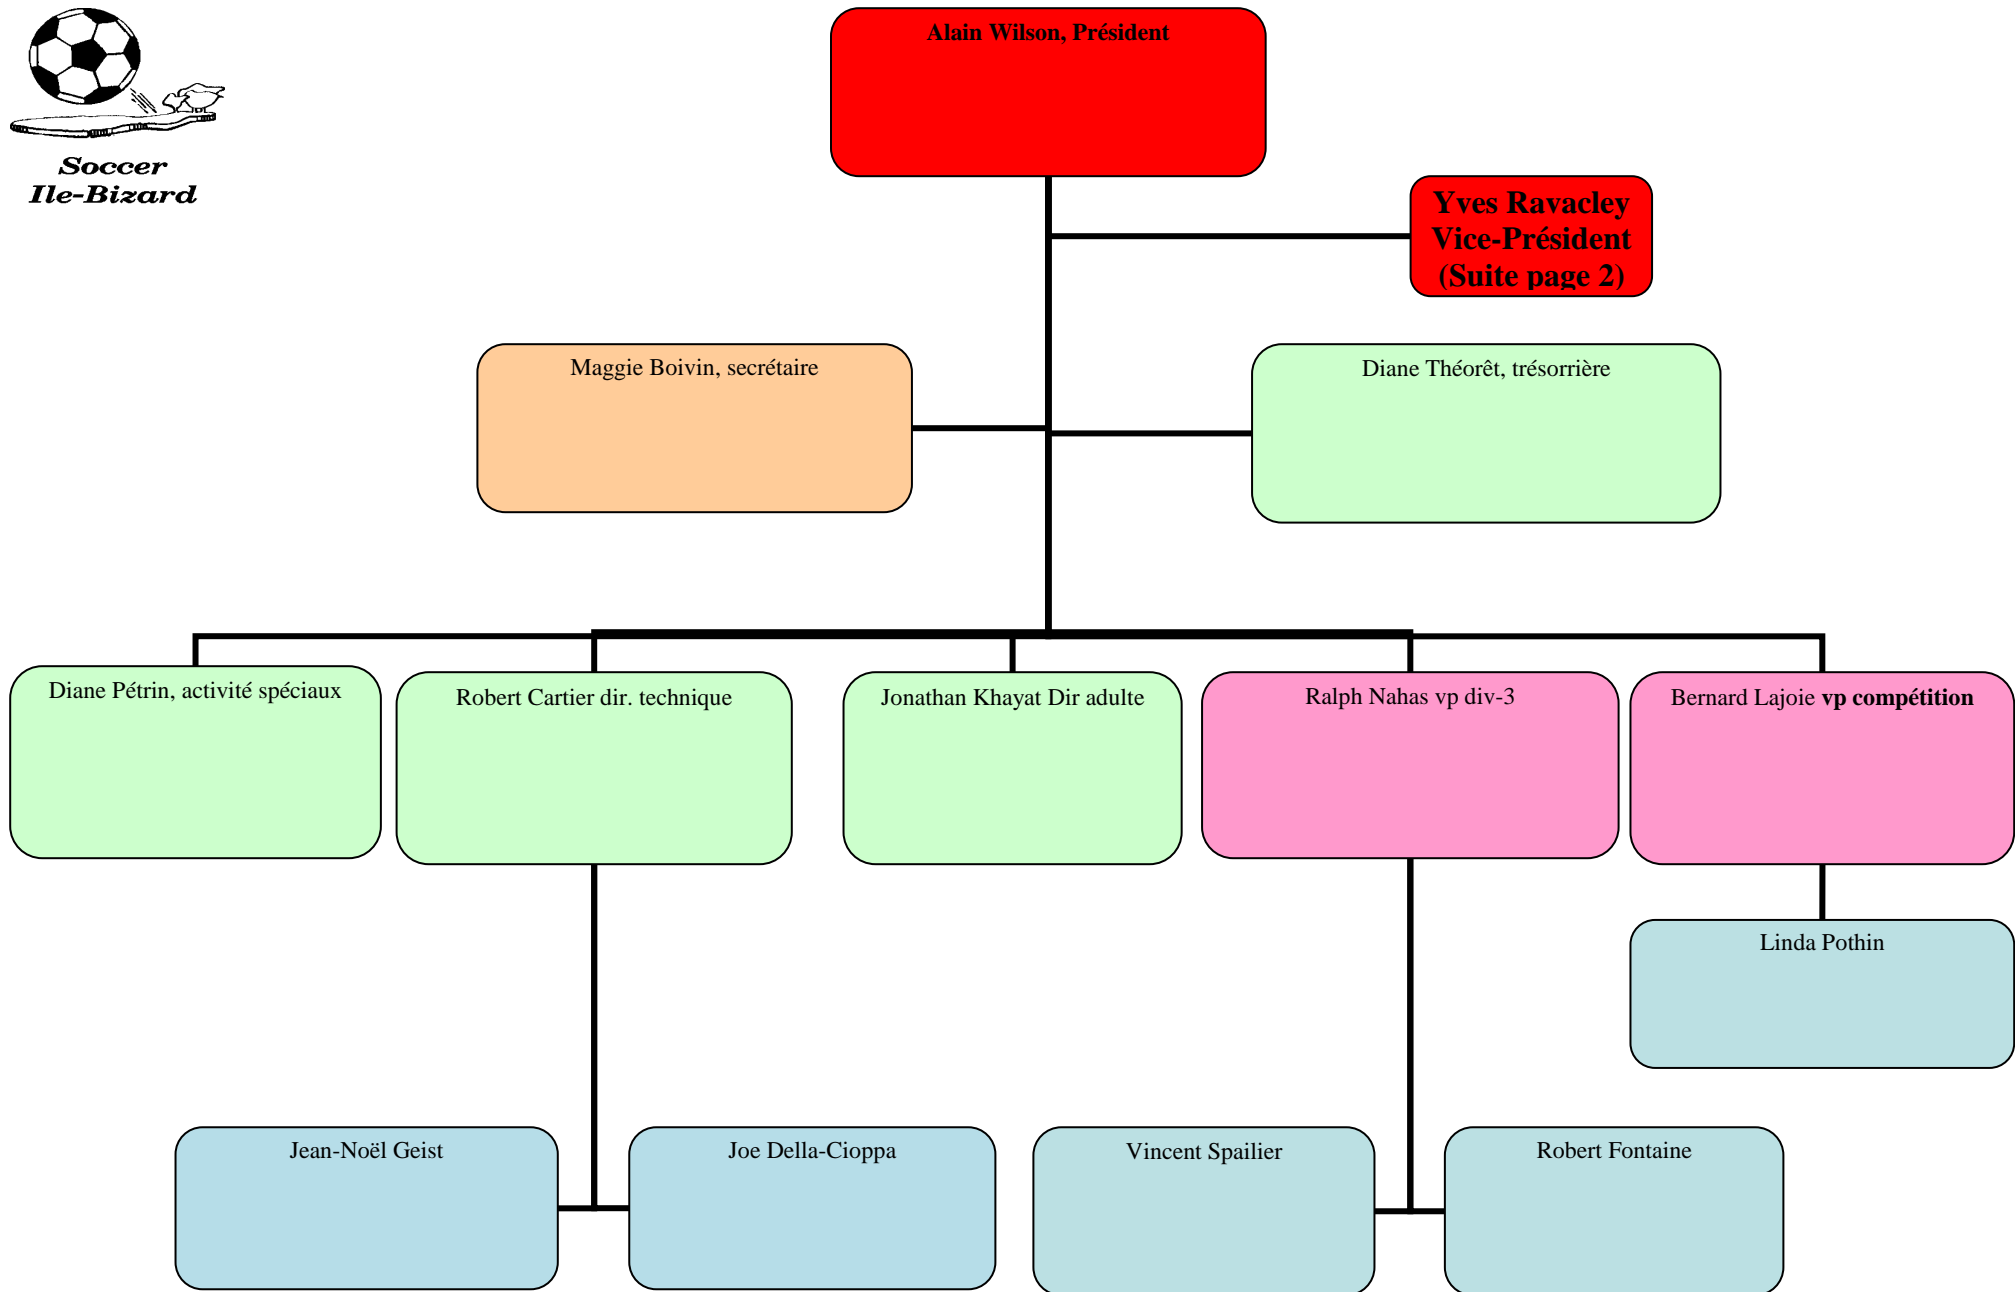 Soccer
Ile-Bizard
Alain Wilson, Président
Yves Ravacley
Vice-Président
(Suite page 2)
Maggie Boivin, secrétaire
Diane Théorêt, trésorrière
Diane Pétrin, activité spéciaux
Robert Cartier dir. technique
Jonathan Khayat Dir adulte
Ralph Nahas vp div-3
Bernard Lajoie vp compétition
Linda Pothin
Jean-Noël Geist
Joe Della-Cioppa
Vincent Spailier
Robert Fontaine